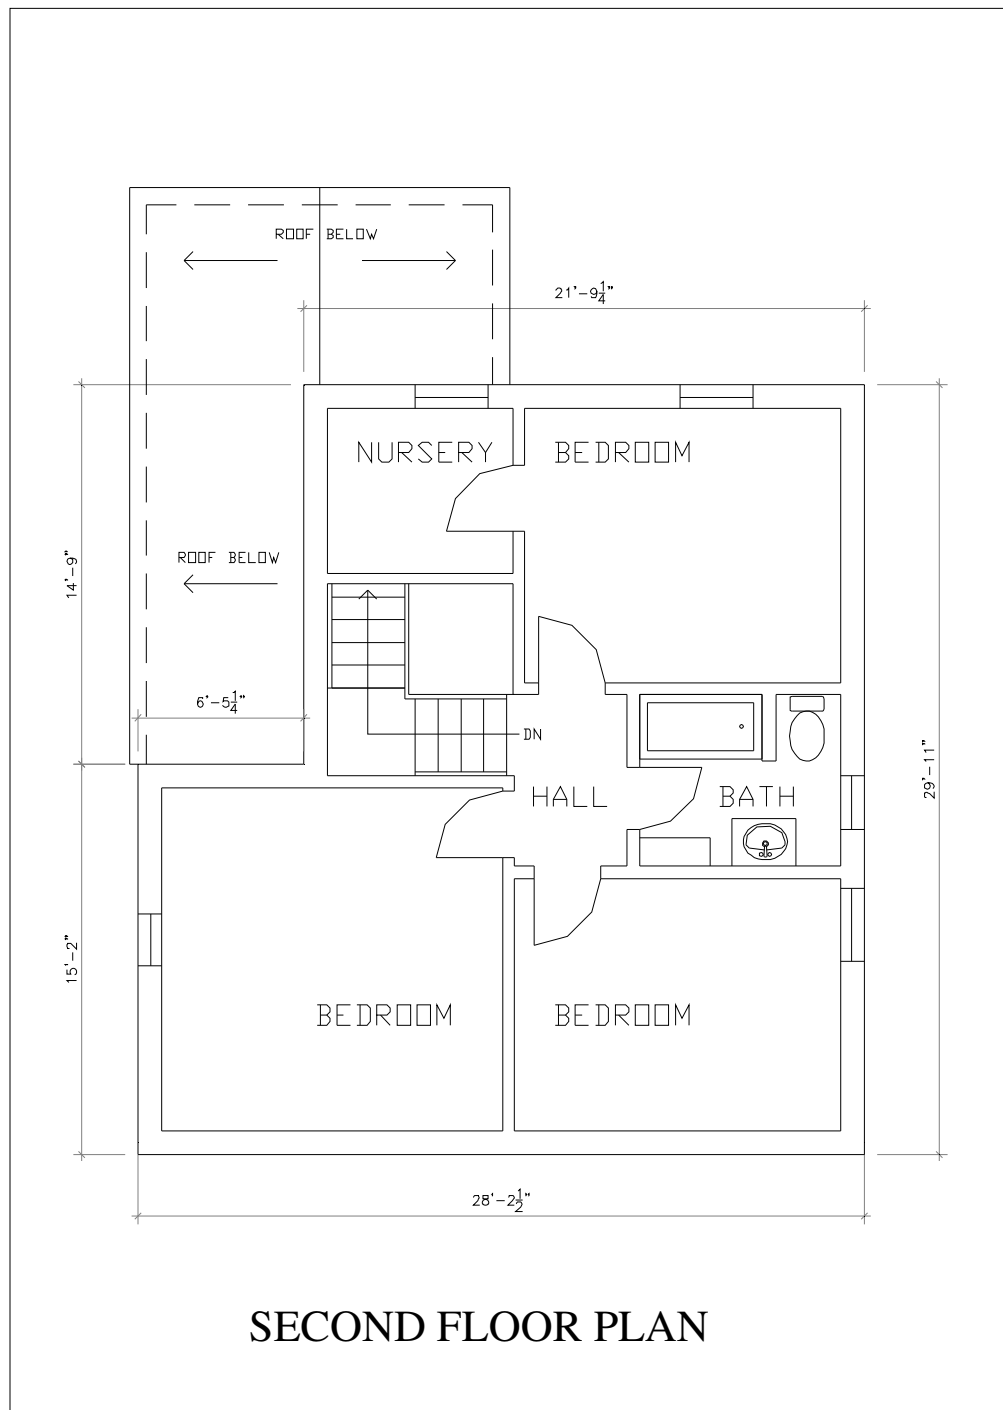 ROOF BELOW
21'-9 1/4"
NURSERY
BEDROOM
14'-9"
ROOF BELOW
6'-5 1/4"
DN
29'-11"
HALL
BATH
15'-2"
BEDROOM
BEDROOM
28'-2 1/2"
SECOND FLOOR PLAN